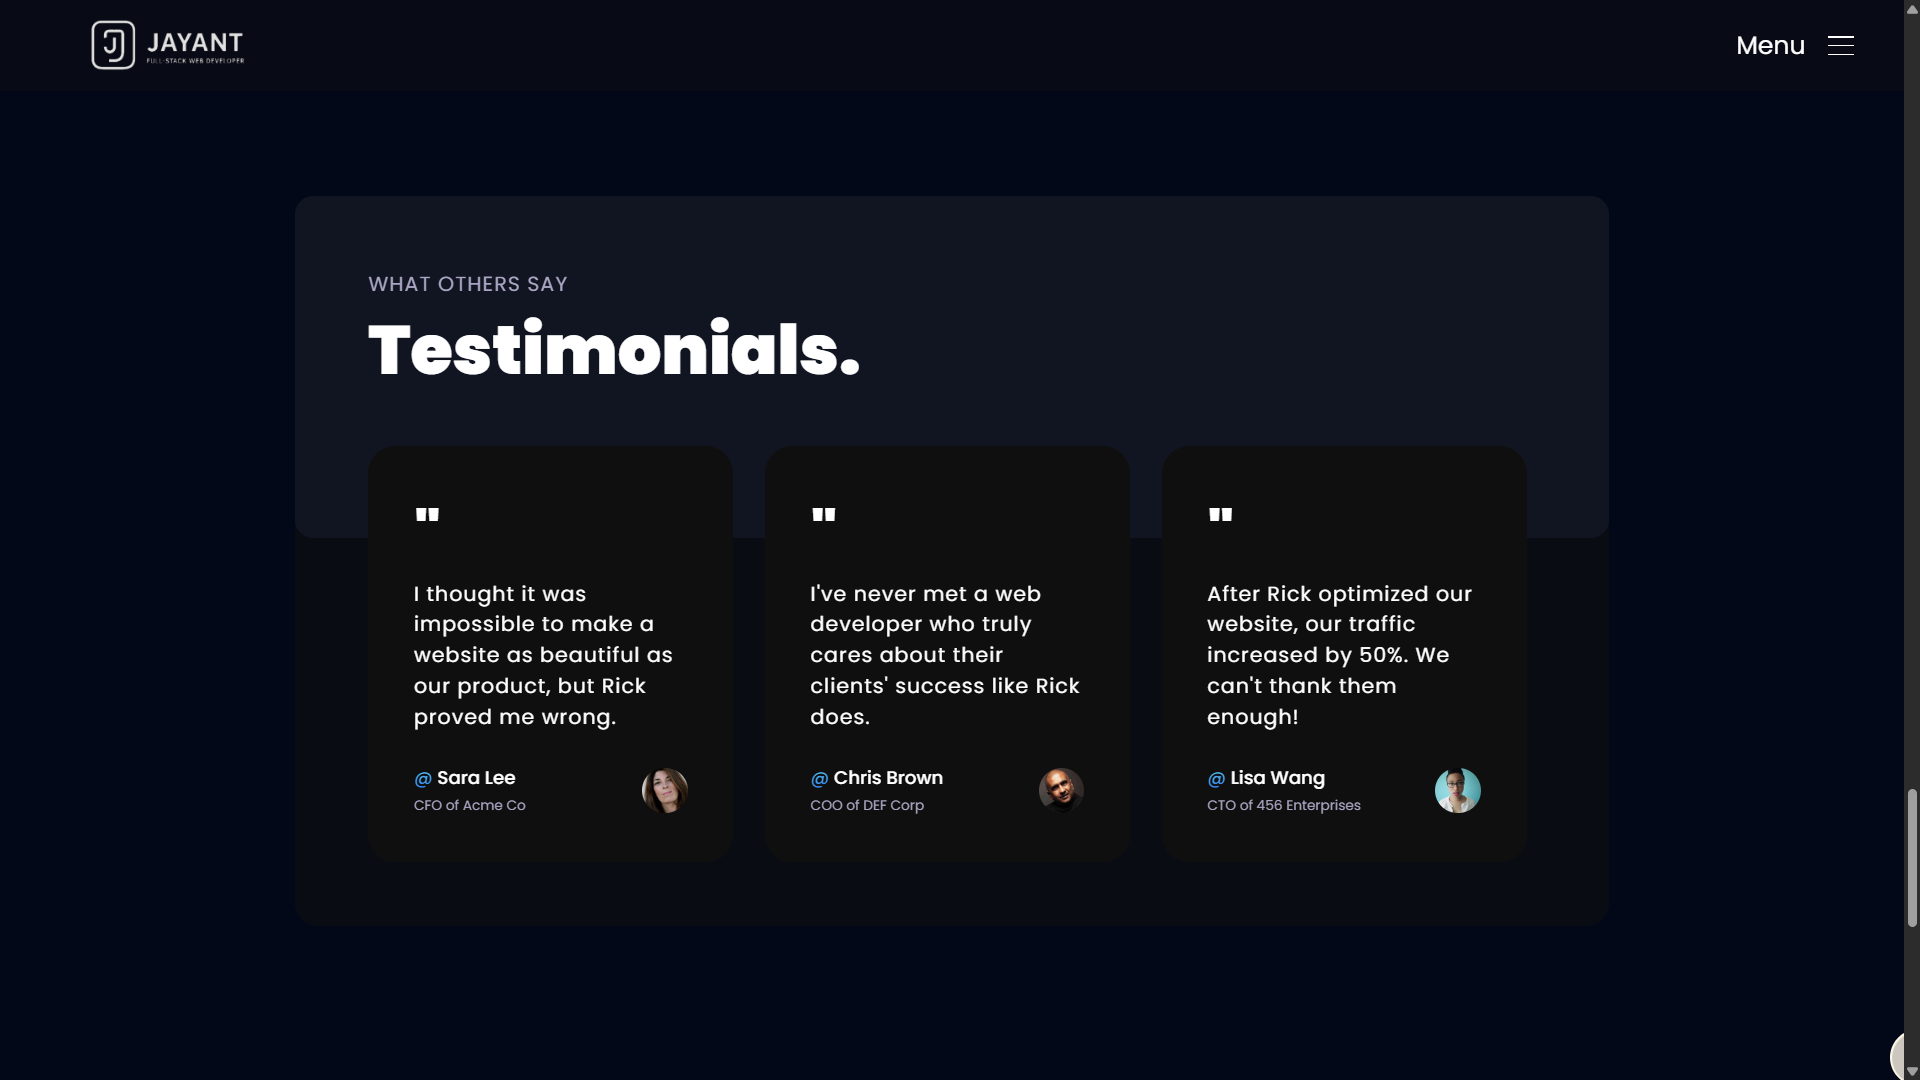 JAYANT
FULL-STACK WEB DEVELOPER
Menu
WHAT OTHERS SAY
Testimonials.
"
I thought it was
impossible to make a
website as beautiful as
our product, but Rick
proved me wrong.
@ Sara Lee
CFO of Acme Co
"
I've never met a web
developer who truly
cares about their
clients' success like Rick
does.
@ Chris Brown
COO of DEF Corp
"
After Rick optimized our
website, our traffic
increased by 50%. We
can't thank them
enough!
@ Lisa Wang
CTO of 456 Enterprises